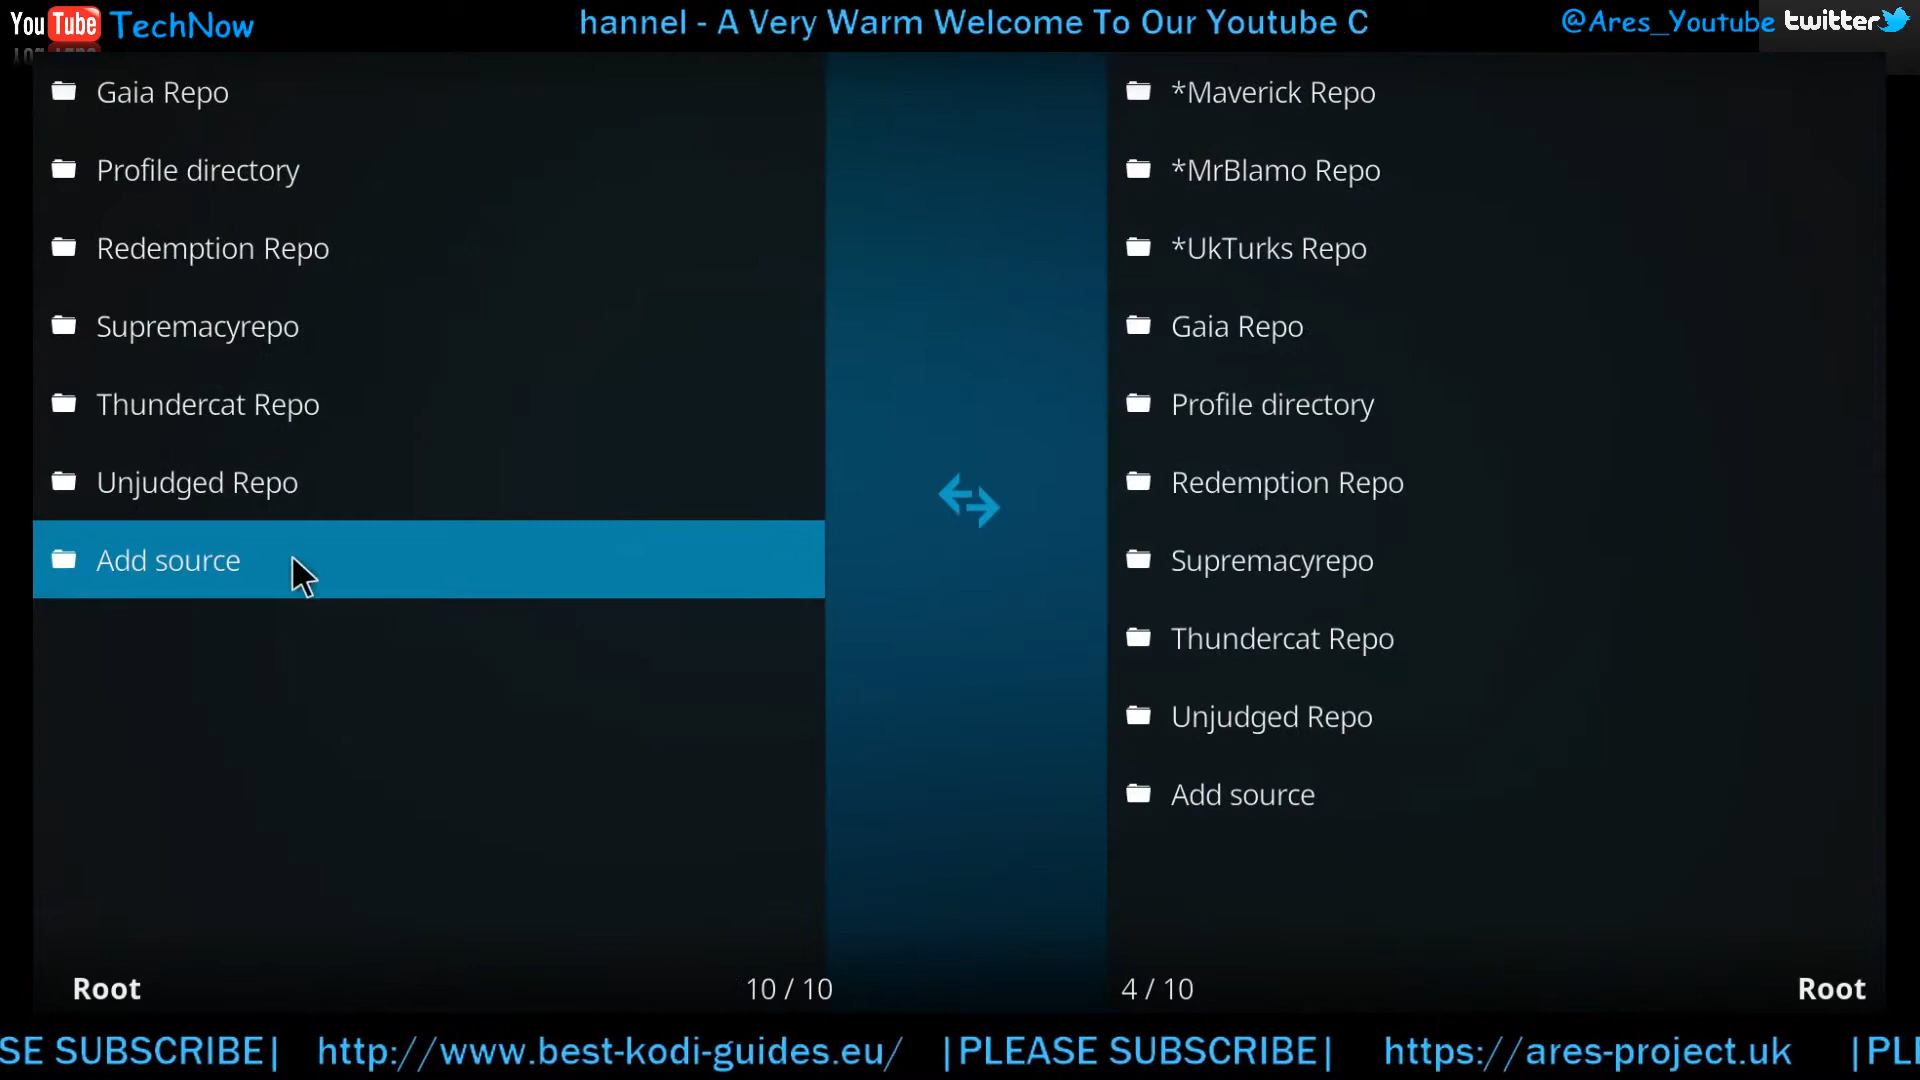 YouTube TechNow
hannel - A Very Warm Welcome To Our Youtube C
@Ares_Youtube twitter
Gaia Repo
Profile directory
Redemption Repo
Supremacyrepo
Thundercat Repo
Unjudged Repo
Add source
*Maverick Repo
*MrBlamo Repo
*UkTurks Repo
Gaia Repo
Profile directory
Redemption Repo
Supremacyrepo
Thundercat Repo
Unjudged Repo
Add source
Root
10 / 10
4 / 10
Root
SE SUBSCRIBE| http://www.best-kodi-guides.eu/ |PLEASE SUBSCRIBE| https://ares-project.uk |PL